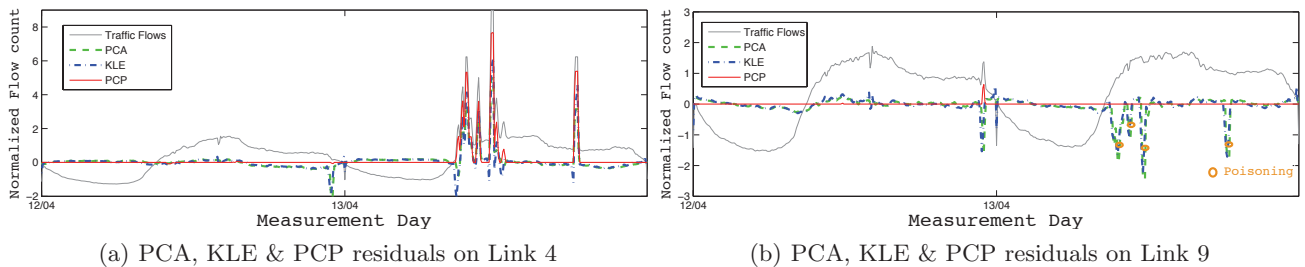 Normalized Flow count
8
6
4
2
0
−2
Traffic Flows
PCA
KLE
PCP
12/04
13/04
Measurement Day
(a) PCA, KLE & PCP residuals on Link 4
Normalized Flow count
3
2
1
0
−1
−2
−3
Traffic Flows
PCA
KLE
PCP
Poisoning
12/04
13/04
Measurement Day
(b) PCA, KLE & PCP residuals on Link 9